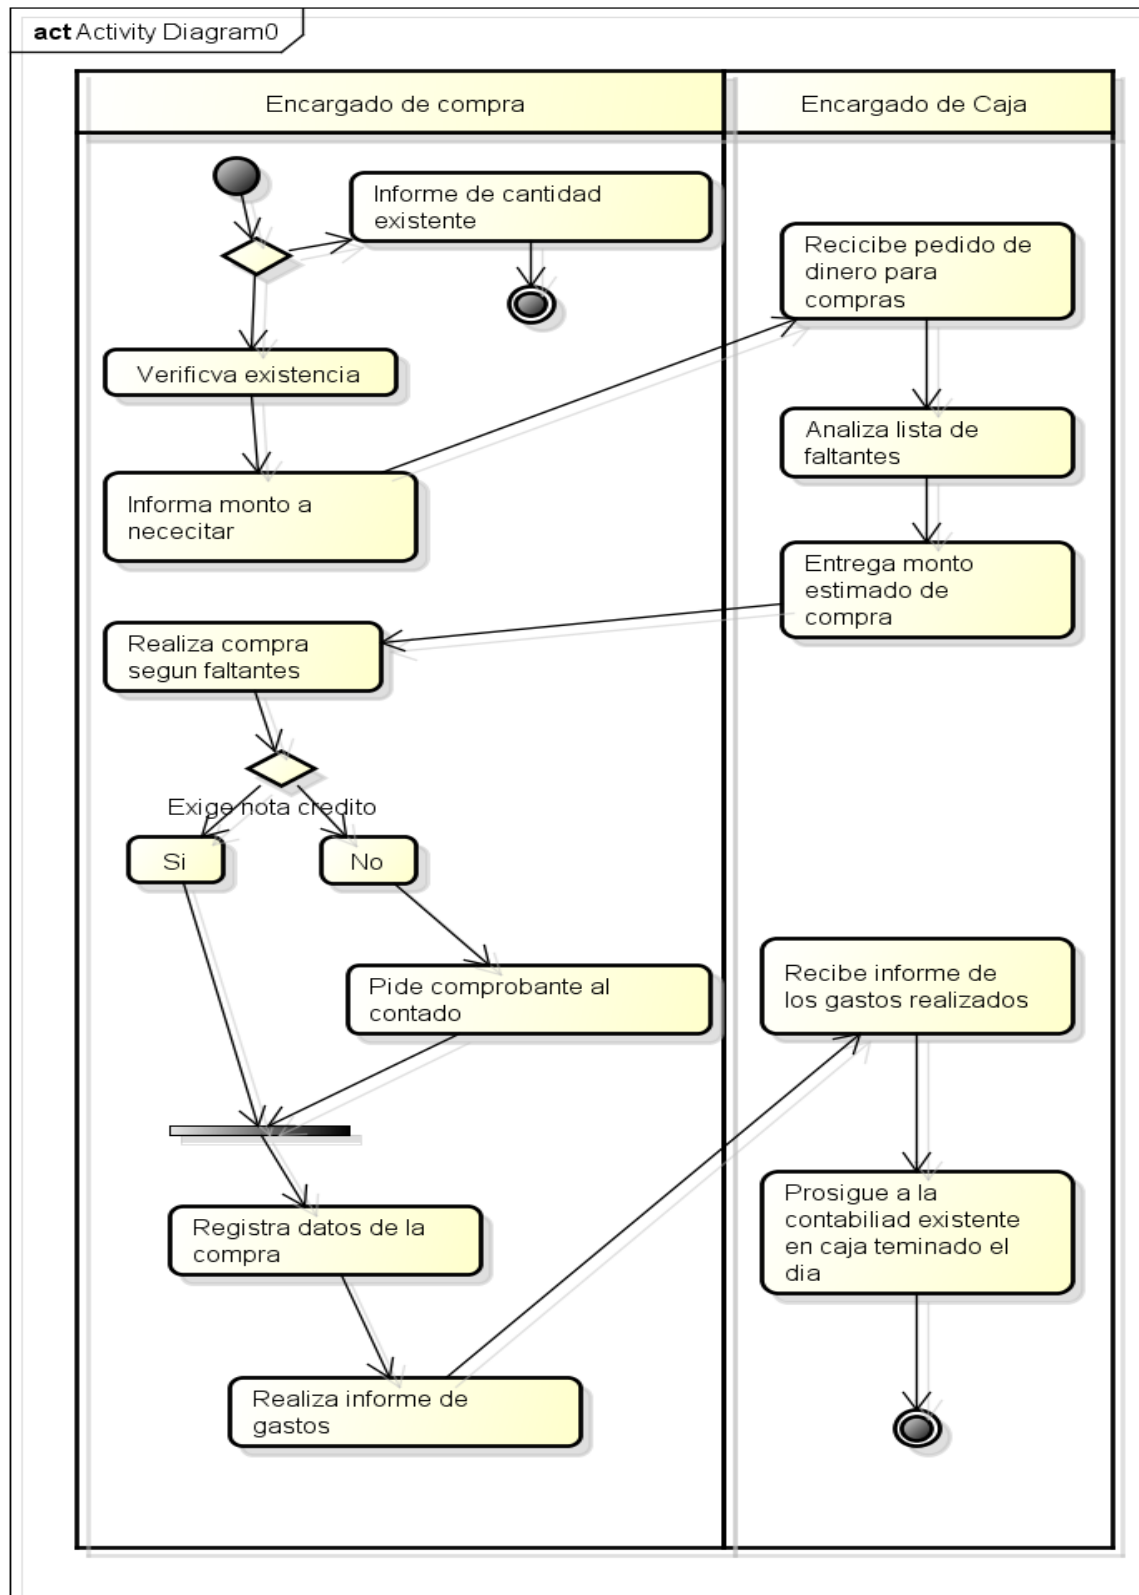 act Activity Diagram0
Encargado de compra
Encargado de Caja
Informe de cantidad
existente
Recicibe pedido de
dinero para
compras
Verificva existencia
Analiza lista de
faltantes
Informa monto a
nececitar
Entrega monto
estimado de
compra
Realiza compra
segun faltantes
Exige nota credito
Si
No
Pide comprobante al
contado
Recibe informe de
los gastos realizados
Registra datos de la
compra
Prosigue a la
contabiliad existente
en caja teminado el
dia
Realiza informe de
gastos